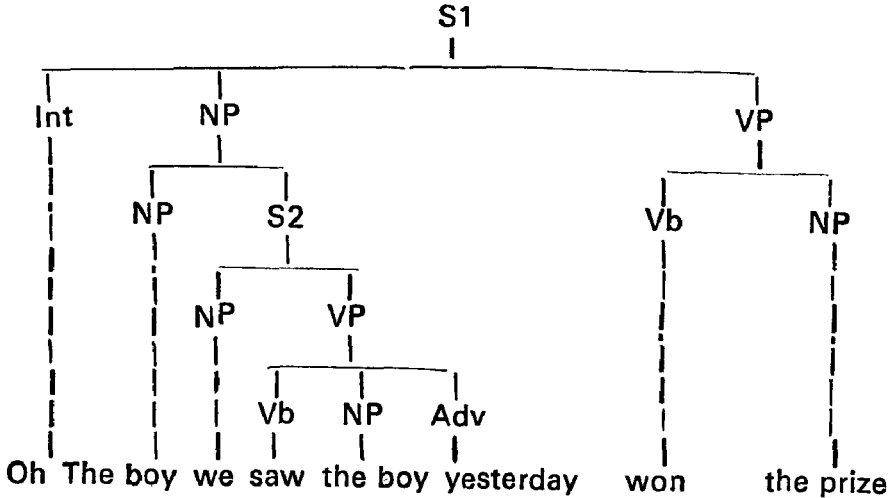 S1
Int NP VP
NP S2 Vb NP
NP VP
Vb NP Adv
Oh The boy we saw the boy yesterday won the prize